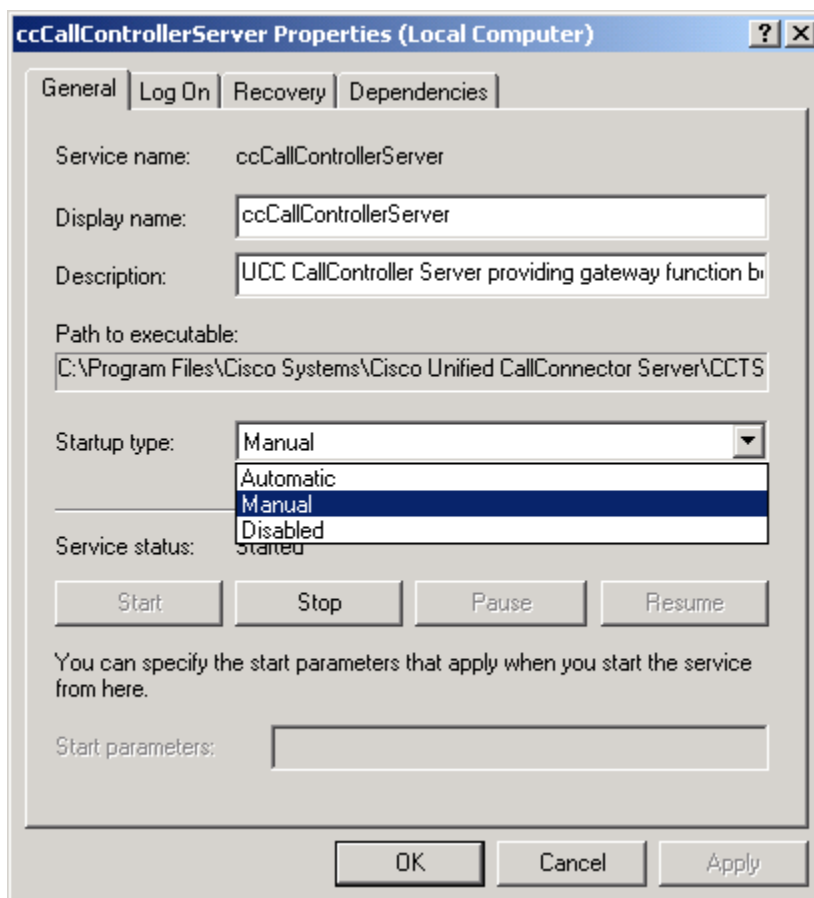 ccCallControllerServer Properties (Local Computer)
General Log On Recovery Dependencies
Service name: ccCallControllerServer
Display name: ccCallControllerServer
Description: UCC CallController Server providing gateway function
Path to executable:
C:\Program Files\Cisco Systems\Cisco Unified CallConnector Server\CCTS
Startup type: Manual
Automatic
Manual
Disabled
Service status: Started
Start Stop Pause Resume
You can specify the start parameters that apply when you start the service
from here.
Start parameters:
OK Cancel Apply